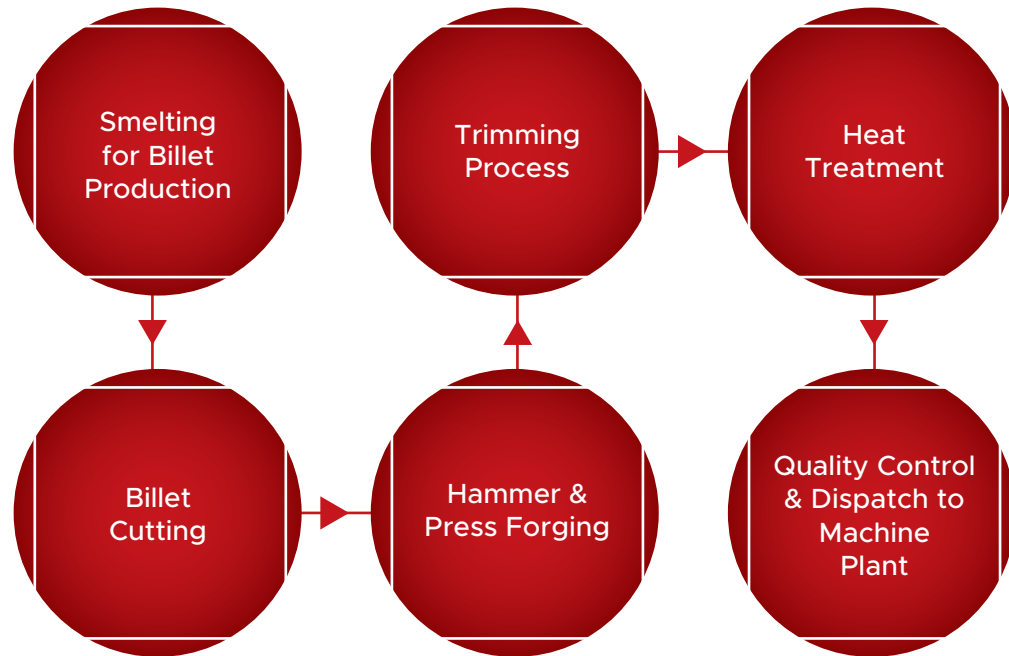 Smelting
for Billet
Production
Billet
Cutting
Hammer &
Press Forging
Trimming
Process
Heat
Treatment
Quality Control
& Dispatch to
Machine
Plant